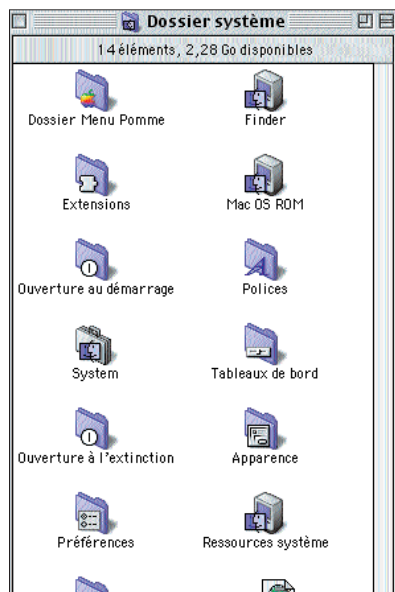 Dossier système
14 éléments, 2,28 Go disponibles
Dossier Menu Pomme
Finder
Extensions
Mac OS ROM
Ouverture au démarrage
Polices
System
Tableaux de bord
Ouverture à l'extinction
Apparence
Préférences
Ressources système